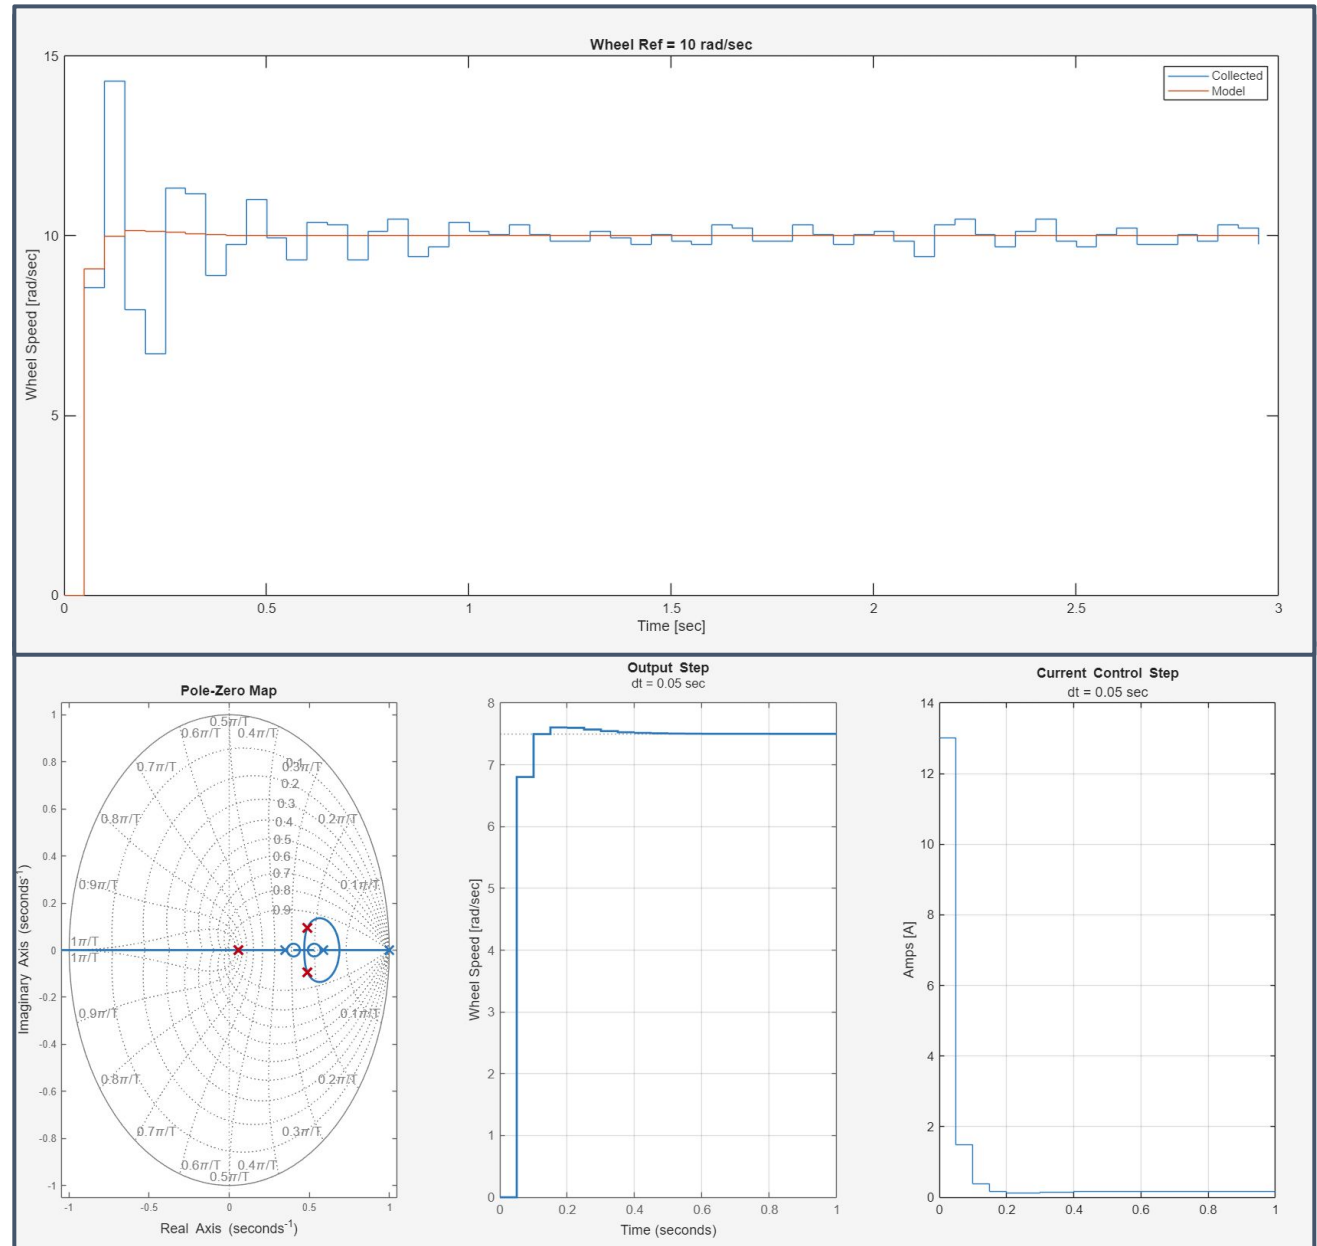 Wheel Ref = 10 rad/sec
Collected
Model
15
10
5
0
Wheel Speed [rad/sec]
0 0.5 1 1.5 2 2.5 3
Time [sec]
Pole-Zero Map
1
0.8
0.6
0.4
0.2
0
-0.2
-0.4
-0.6
-0.8
-1
Imaginary Axis (seconds⁻¹)
0.5π/T
0.6π/T 0.4π/T
0.7π/T 0.1 0.3π/T
0.2
0.3
0.8π/T 0.4 0.2π/T
0.5
0.6
0.7
0.9π/T 0.8 0.1π/T
0.9
1π/T
1π/T
0.9π/T 0.1π/T
0.8π/T 0.2π/T
0.7π/T 0.3π/T
0.6π/T 0.4π/T
0.5π/T
-1 -0.5 0 0.5 1
Real Axis (seconds⁻¹)
Output Step
dt = 0.05 sec
8
7
6
5
4
3
2
1
0
Wheel Speed [rad/sec]
0 0.2 0.4 0.6 0.8 1
Time (seconds)
Current Control Step
dt = 0.05 sec
14
12
10
8
6
4
2
0
Amps [A]
0 0.2 0.4 0.6 0.8 1